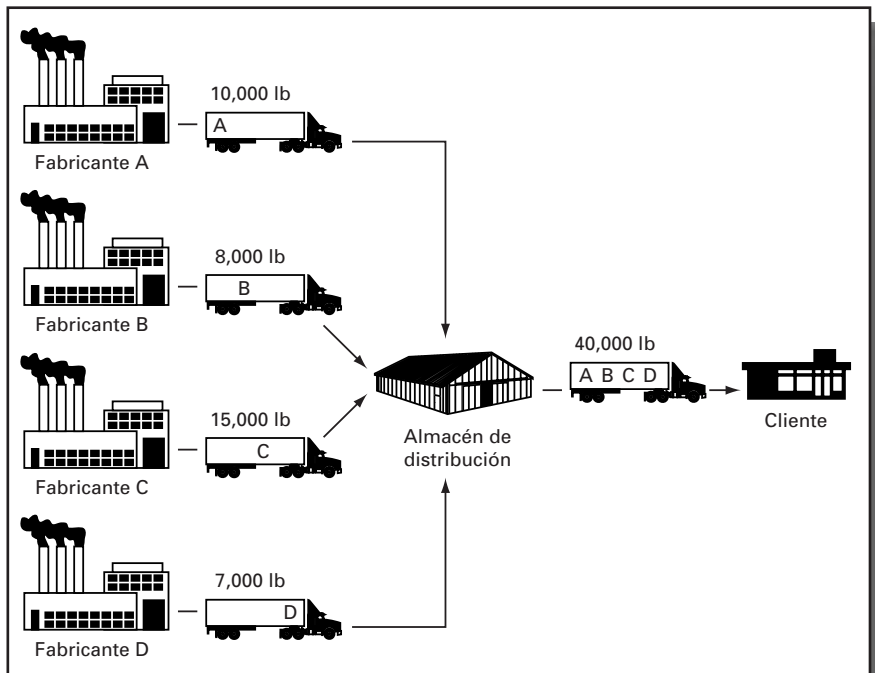 10,000 lb
A
Fabricante A
8,000 lb
B
Fabricante B
15,000 lb
C
Fabricante C
7,000 lb
D
Fabricante D
Almacén de
distribución
40,000 lb
A B C D
Cliente